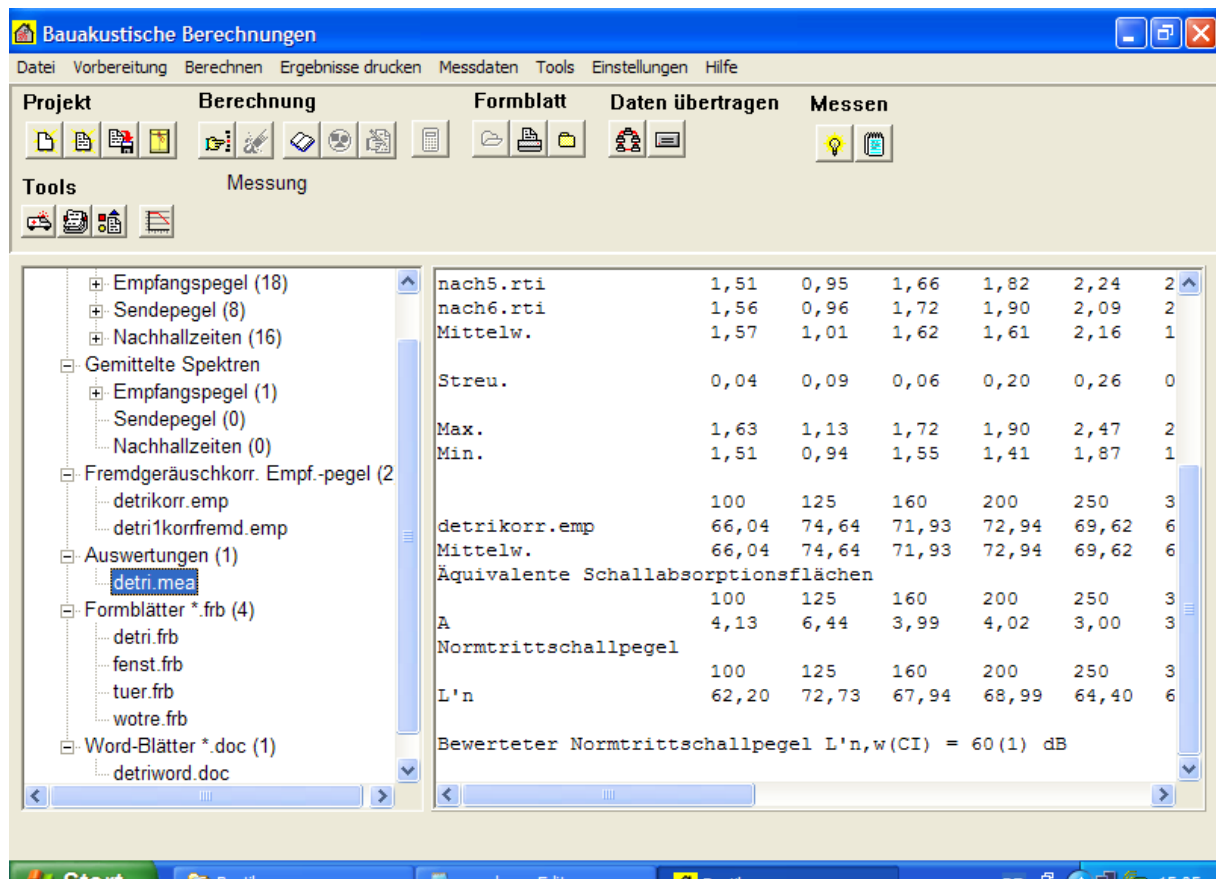 Bauakustische Berechnungen
Datei Vorbereitung Berechnen Ergebnisse drucken Messdaten Tools Einstellungen Hilfe
Projekt Berechnung Formblatt Daten übertragen Messen
Tools Messung
Empfangspegel (18)
Sendepegel (8)
Nachhallzeiten (16)
Gemittelte Spektren
Empfangspegel (1)
Sendepegel (0)
Nachhallzeiten (0)
Fremdgeräuschkorr. Empf.-pegel (2
detrikorr.emp
detri1korrfremd.emp
Auswertungen (1)
detri.mea
Formblätter *.frb (4)
detri.frb
fenst.frb
tuer.frb
wotre.frb
Word-Blätter *.doc (1)
detriword.doc
nach5.rti 1,51 0,95 1,66 1,82 2,24 2
nach6.rti 1,56 0,96 1,72 1,90 2,09 2
Mittelw. 1,57 1,01 1,62 1,61 2,16 1
Streu. 0,04 0,09 0,06 0,20 0,26 0
Max. 1,63 1,13 1,72 1,90 2,47 2
Min. 1,51 0,94 1,55 1,41 1,87 1
100 125 160 200 250 3
detrikorr.emp 66,04 74,64 71,93 72,94 69,62 6
Mittelw. 66,04 74,64 71,93 72,94 69,62 6
Äquivalente Schallabsorptionsflächen
100 125 160 200 250 3
A 4,13 6,44 3,99 4,02 3,00 3
Normtrittschallpegel
100 125 160 200 250 3
L'n 62,20 72,73 67,94 68,99 64,40 6
Bewerteter Normtrittschallpegel L'n,w(CI) = 60(1) dB
Start